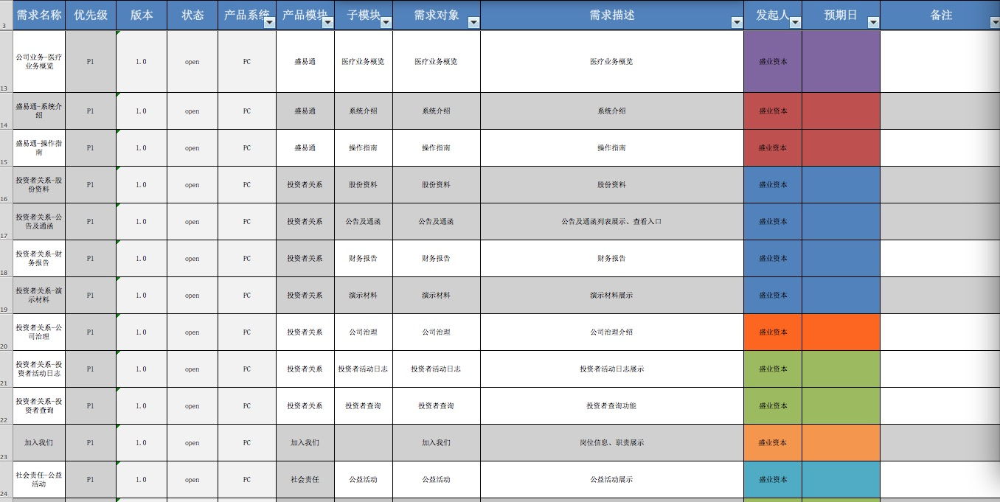 3 需求名称 优先级 版本 状态 产品系统 产品模块 子模块 需求对象 需求描述 发起人 预期日 备注
公司业务-医疗
业务概览
13 P1 1.0 open PC 盛易通 医疗业务概览 医疗业务概览 医疗业务概览 盛业资本
盛易通-系统介
绍
14 P1 1.0 open PC 盛易通 系统介绍 系统介绍 系统介绍 盛业资本
盛易通-操作指
南
15 P1 1.0 open PC 盛易通 操作指南 操作指南 操作指南 盛业资本
投资者关系-股
份资料
16 P1 1.0 open PC 投资者关系 股份资料 股份资料 股份资料 盛业资本
投资者关系-公
告及通函
17 P1 1.0 open PC 投资者关系 公告及通函 公告及通函 公告及通函列表展示、查看入口 盛业资本
投资者关系-财
务报告
18 P1 1.0 open PC 投资者关系 财务报告 财务报告 财务报告 盛业资本
投资者关系-演
示材料
19 P1 1.0 open PC 投资者关系 演示材料 演示材料 演示材料展示 盛业资本
投资者关系-公
司治理
20 P1 1.0 open PC 投资者关系 公司治理 公司治理 公司治理介绍 盛业资本
投资者关系-投
资者活动日志
21 P1 1.0 open PC 投资者关系 投资者活动日志 投资者活动日志 投资者活动日志展示 盛业资本
投资者关系-投
资者查询
22 P1 1.0 open PC 投资者关系 投资者查询 投资者查询 投资者查询功能 盛业资本
23 加入我们 P1 1.0 open PC 加入我们 加入我们 岗位信息、职责展示 盛业资本
社会责任-公益
活动
24 P1 1.0 open PC 社会责任 公益活动 公益活动 公益活动展示 盛业资本